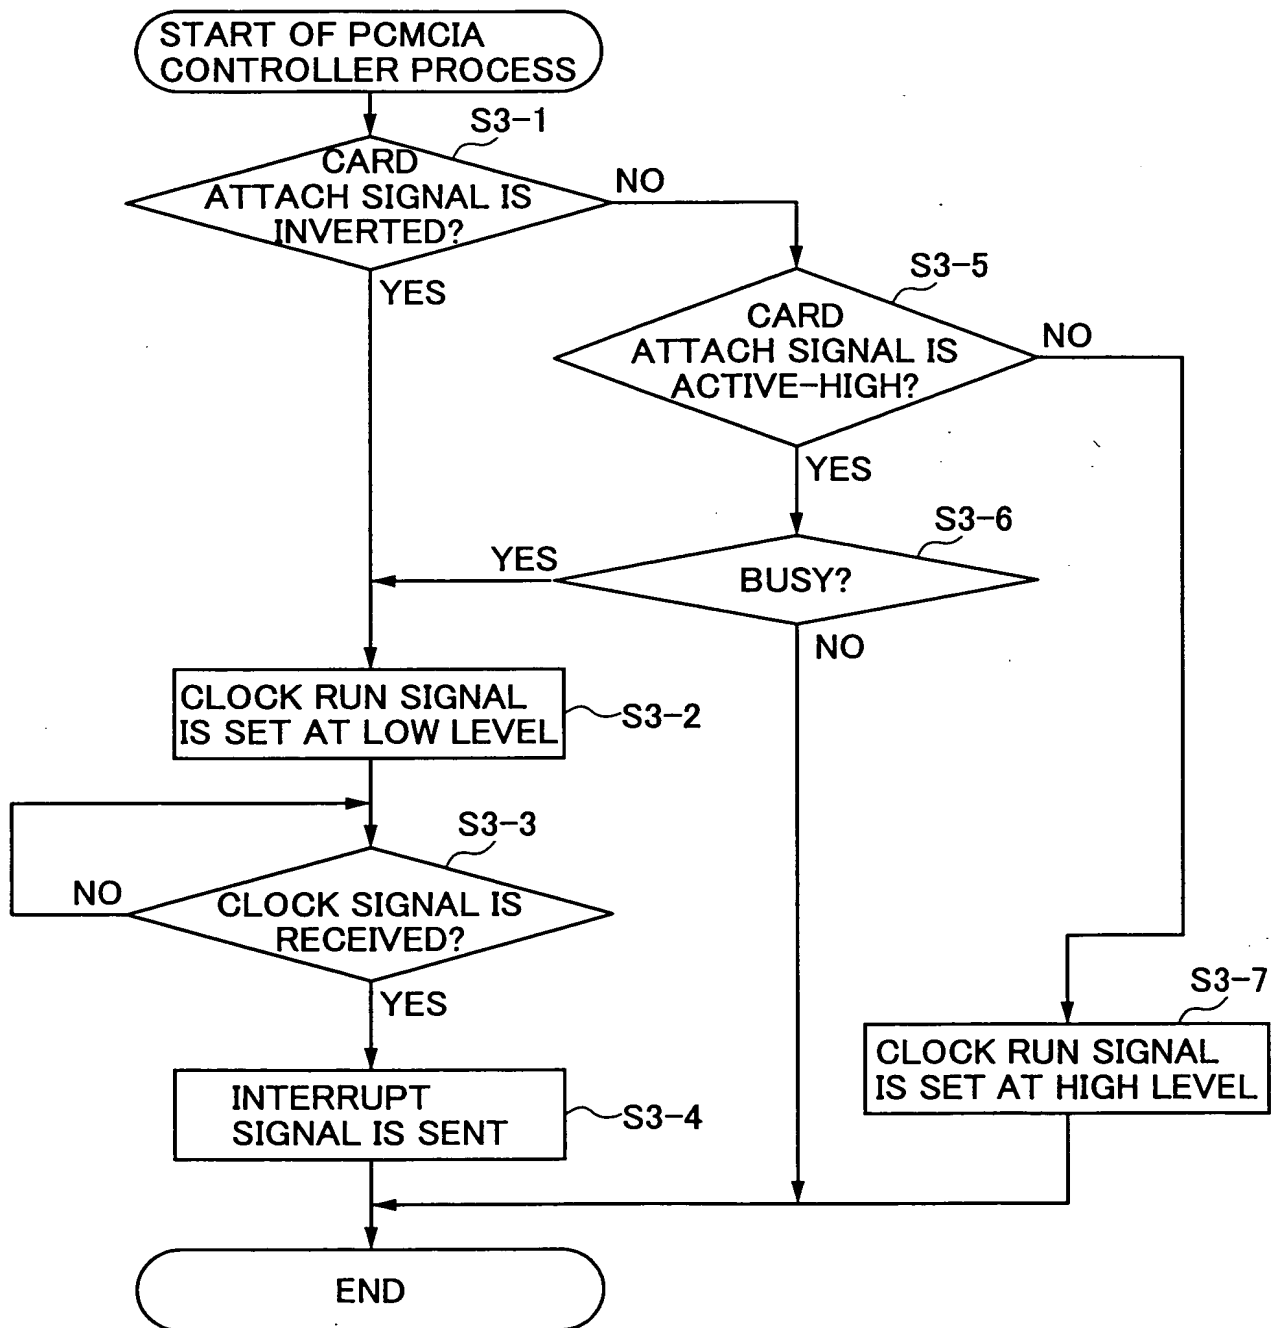 START OF PCMCIA
CONTROLLER PROCESS
S3-1
CARD
ATTACH SIGNAL IS
INVERTED?
NO
YES
S3-5
CARD
ATTACH SIGNAL IS
ACTIVE-HIGH?
NO
YES
S3-6
BUSY?
YES
NO
CLOCK RUN SIGNAL
IS SET AT LOW LEVEL
S3-2
S3-3
CLOCK SIGNAL IS
RECEIVED?
NO
YES
S3-7
CLOCK RUN SIGNAL
IS SET AT HIGH LEVEL
INTERRUPT
SIGNAL IS SENT
S3-4
END